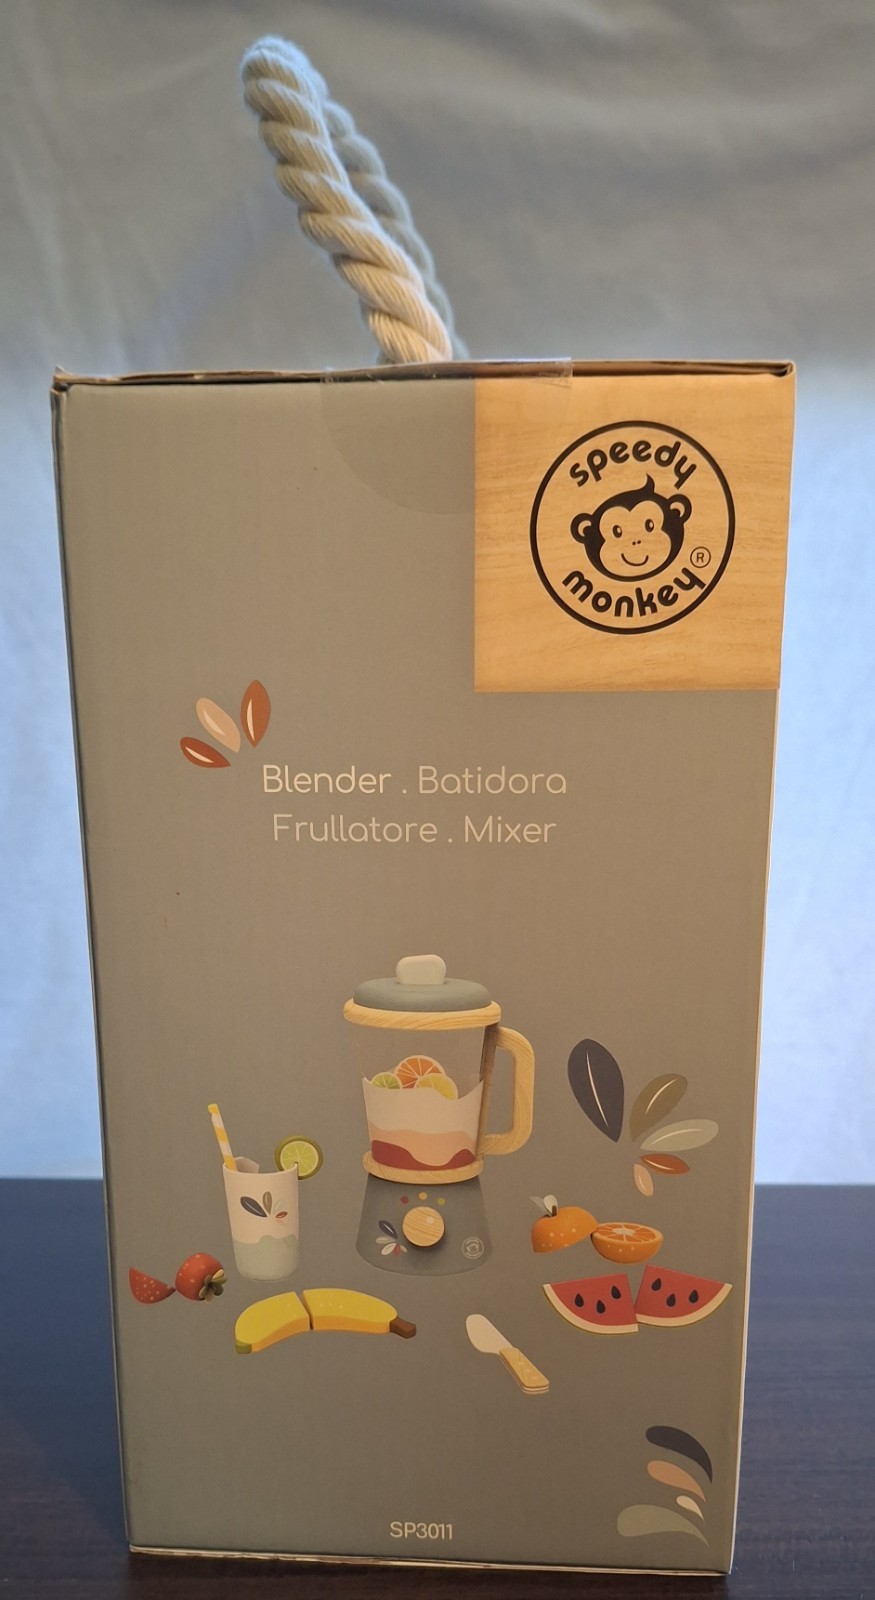 speedy
monkey®
Blender . Batidora
Frullatore . Mixer
SP3011